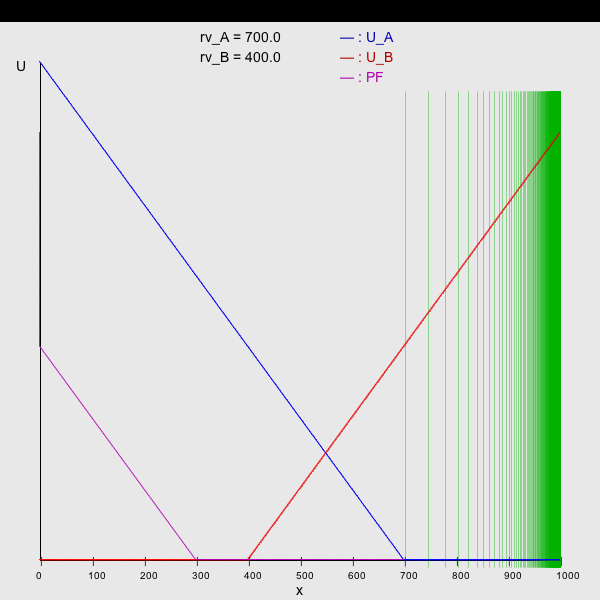 rv_A = 700.0 — : U_A
rv_B = 400.0 — : U_B
— : PF
U
0 100 200 300 400 500 600 700 800 900 1000
x